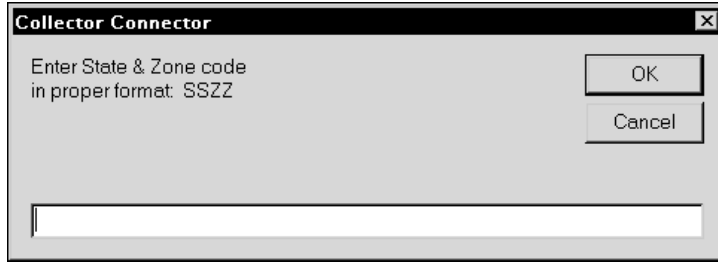 Collector Connector
Enter State & Zone code
in proper format: SSZZ
OK
Cancel